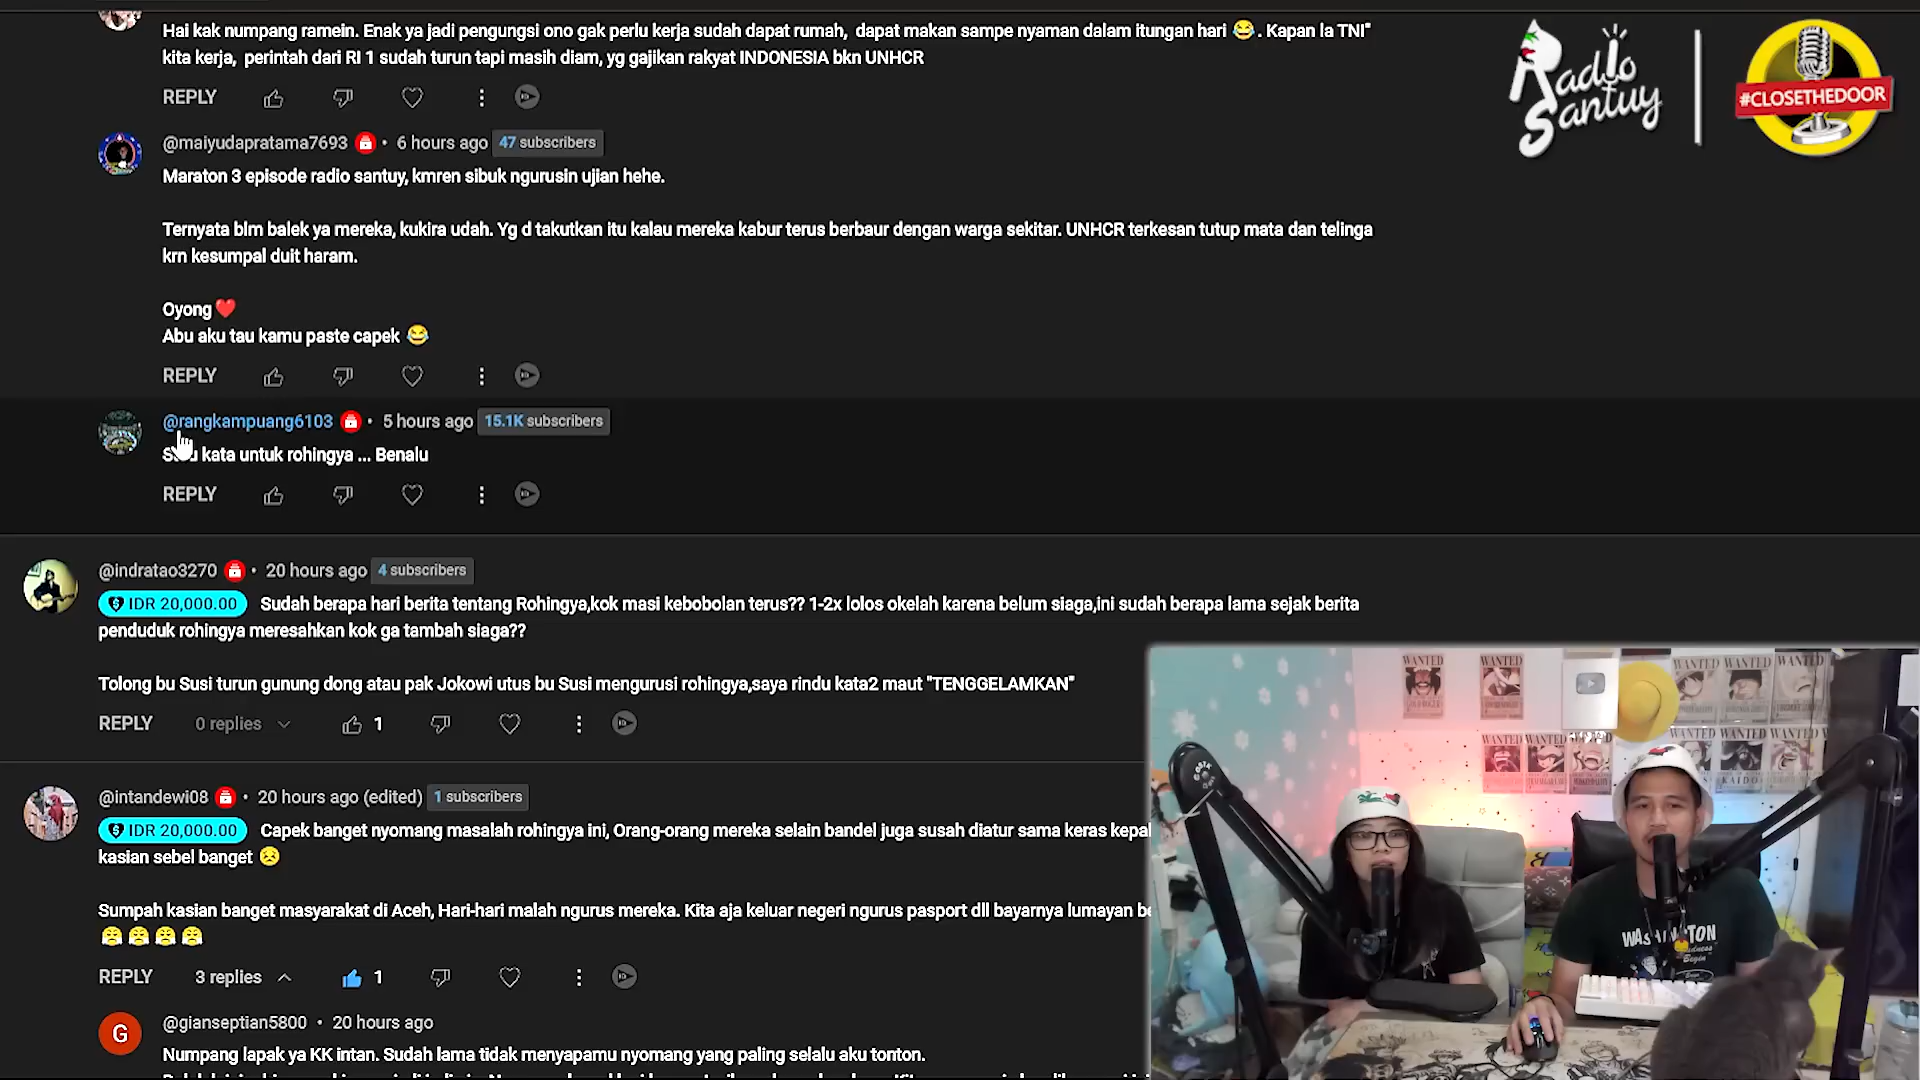 Hai kak numpang ramein. Enak ya jadi pengungsi ono gak perlu kerja sudah dapat rumah, dapat makan sampe nyaman dalam itungan hari 😂. Kapan la TNI"
kita kerja, perintah dari RI 1 sudah turun tapi masih diam, yg gajikan rakyat INDONESIA bkn UNHCR
REPLY
Radio Santuy
#CLOSETHEDOOR
@maiyudapratama7693 • 6 hours ago 47 subscribers
Maraton 3 episode radio santuy, kmren sibuk ngurusin ujian hehe.
Ternyata blm balek ya mereka, kukira udah. Yg d takutkan itu kalau mereka kabur terus berbaur dengan warga sekitar. UNHCR terkesan tutup mata dan telinga
krn kesumpal duit haram.
Oyong❤️
Abu aku tau kamu paste capek 😂
REPLY
@rangkampuang6103 • 5 hours ago 15.1K subscribers
kata untuk rohingya ... Benalu
REPLY
@indratao3270 • 20 hours ago 4 subscribers
IDR 20,000.00 Sudah berapa hari berita tentang Rohingya,kok masi kebobolan terus?? 1-2x lolos okelah karena belum siaga,ini sudah berapa lama sejak berita
penduduk rohingya meresahkan kok ga tambah siaga??
Tolong bu Susi turun gunung dong atau pak Jokowi utus bu Susi mengurusi rohingya,saya rindu kata2 maut "TENGGELAMKAN"
REPLY 0 replies 1
@intandewi08 • 20 hours ago (edited) 1 subscribers
IDR 20,000.00 Capek banget nyomang masalah rohingya ini, Orang-orang mereka selain bandel juga susah diatur sama keras
kasian sebel banget 😣
Sumpah kasian banget masyarakat di Aceh, Hari-hari malah ngurus mereka. Kita aja keluar negeri ngurus pasport dll bayarnya lumayan
😤😤😤😤
REPLY 3 replies 1
G
@gianseptian5800 • 20 hours ago
Numpang lapak ya KK intan. Sudah lama tidak menyapamu nyomang yang paling selalu aku tonton.
WANTED WANTED WANTED WANTED WANTED
WANTED WANTED WANTED WANTED WANTED WANTED
KAIDO
Begin